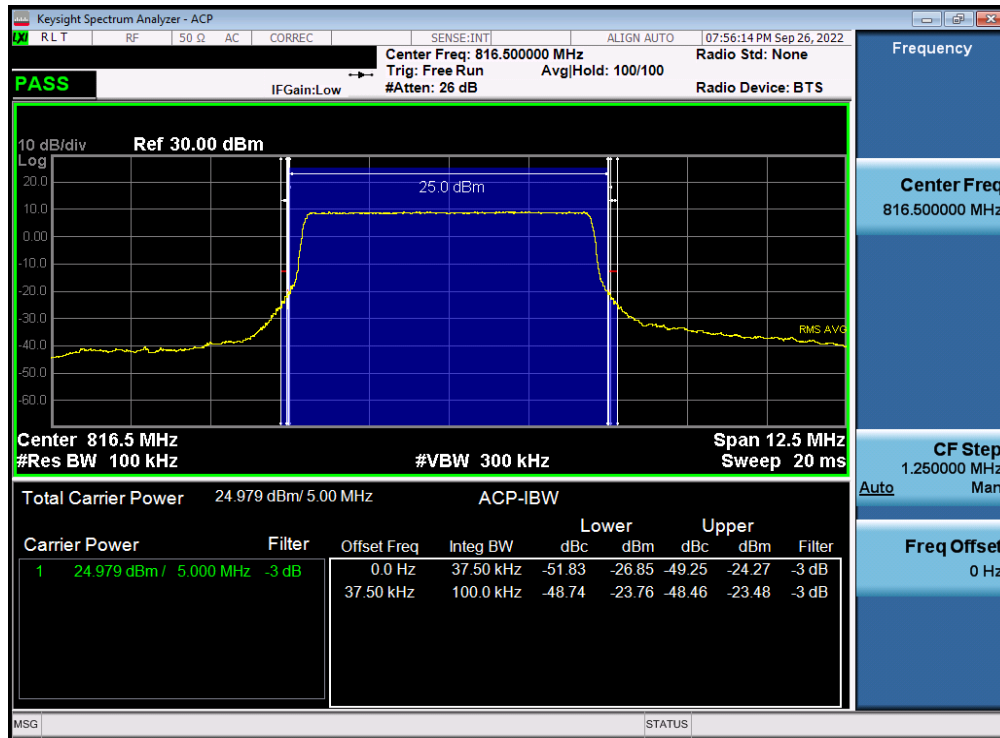 Keysight Spectrum Analyzer - ACP
LXI RLT RF 50 Ω AC CORREC SENSE:INT ALIGN AUTO 07:56:14 PM Sep 26, 2022
Center Freq: 816.500000 MHz Radio Std: None
Trig: Free Run Avg|Hold: 100/100
PASS IFGain:Low #Atten: 26 dB Radio Device: BTS
10 dB/div Ref 30.00 dBm
Log
20.0
10.0
0.00
-10.0
-20.0
-30.0
-40.0
-50.0
-60.0
25.0 dBm
RMS AVG
Center 816.5 MHz Span 12.5 MHz
#Res BW 100 kHz #VBW 300 kHz Sweep 20 ms
Total Carrier Power 24.979 dBm/ 5.00 MHz ACP-IBW
Lower Upper
Carrier Power Filter Offset Freq Integ BW dBc dBm dBc dBm Filter
1 24.979 dBm / 5.000 MHz -3 dB 0.0 Hz 37.50 kHz -51.83 -26.85 -49.25 -24.27 -3 dB
37.50 kHz 100.0 kHz -48.74 -23.76 -48.46 -23.48 -3 dB
MSG STATUS
Frequency
Center Freq
816.500000 MHz
CF Step
1.250000 MHz
Auto Man
Freq Offset
0 Hz